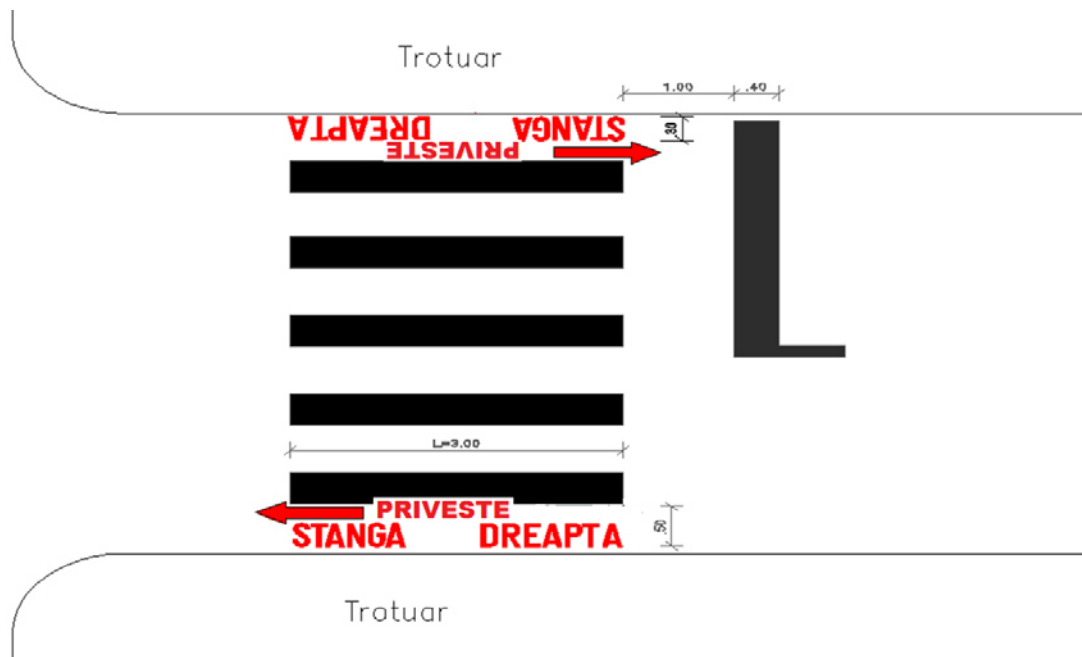 Trotuar
1.00 .40
DREAPTA STANGA
.30
PRIVESTE
L=3.00
PRIVESTE
.50
STANGA DREAPTA
Trotuar